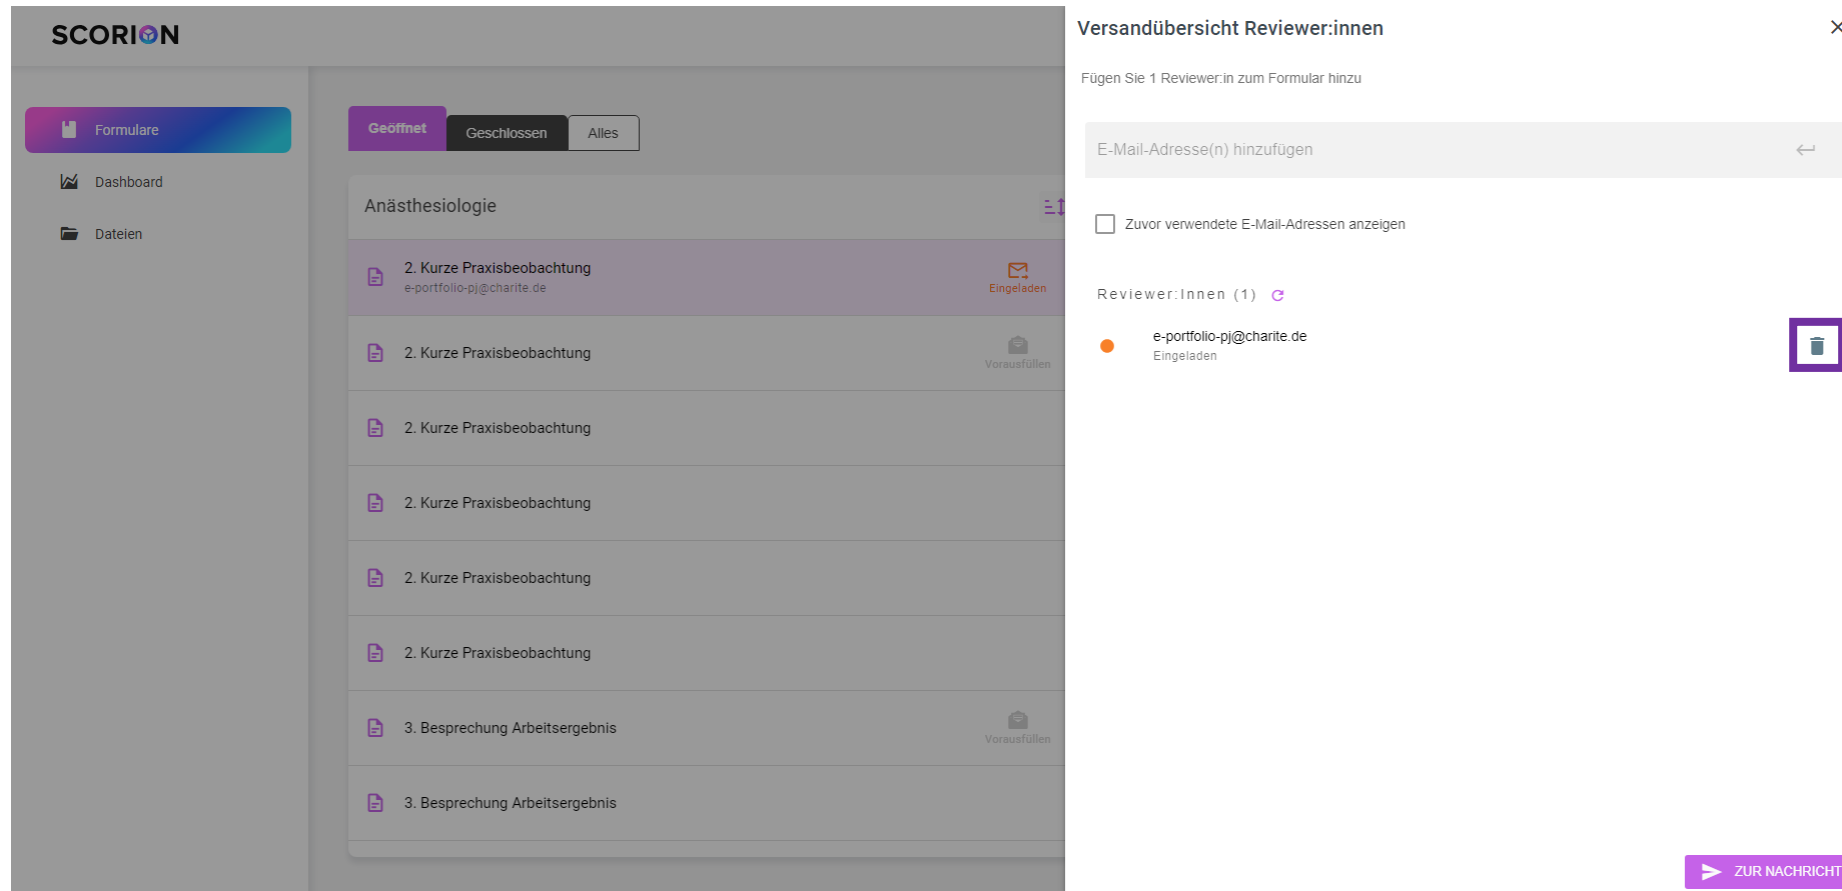 SCORION
Formulare
Dashboard
Dateien
Geöffnet
Geschlossen
Alles
Anästhesiologie
2. Kurze Praxisbeobachtung
e-portfolio-pj@charite.de
Eingeladen
2. Kurze Praxisbeobachtung
Vorausfüllen
2. Kurze Praxisbeobachtung
2. Kurze Praxisbeobachtung
2. Kurze Praxisbeobachtung
2. Kurze Praxisbeobachtung
3. Besprechung Arbeitsergebnis
Vorausfüllen
3. Besprechung Arbeitsergebnis
Versandübersicht Reviewer:innen
Fügen Sie 1 Reviewer:in zum Formular hinzu
E-Mail-Adresse(n) hinzufügen
Zuvor verwendete E-Mail-Adressen anzeigen
Reviewer:Innen (1)
e-portfolio-pj@charite.de
Eingeladen
ZUR NACHRICHT